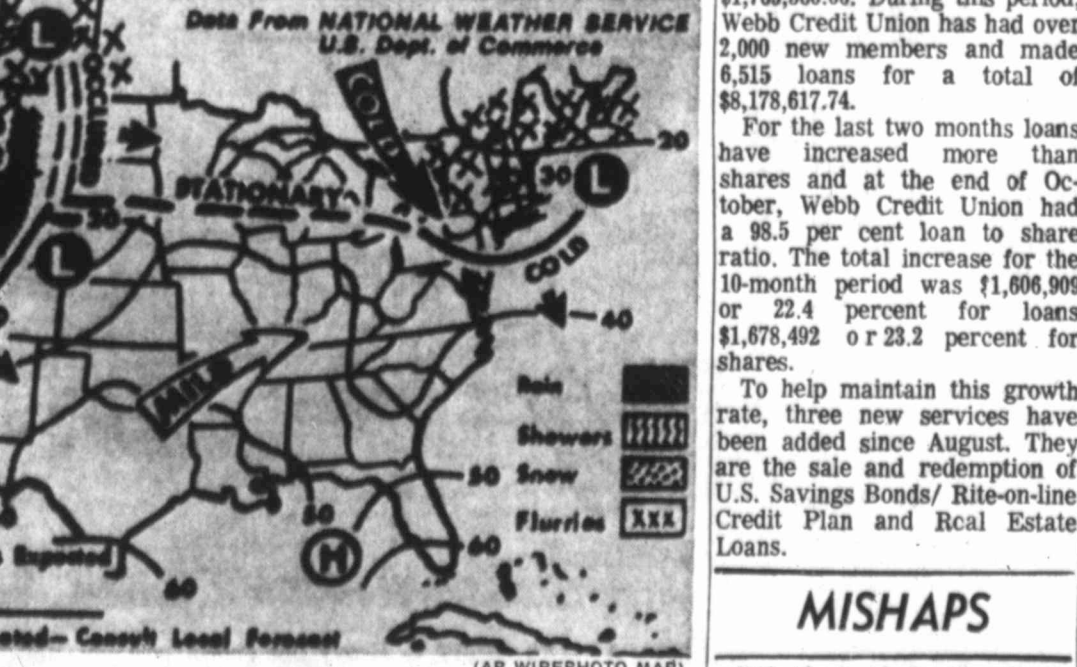 Data From NATIONAL WEATHER SERVICE
U.S. Dept. of Commerce
L
OCCLUDED
COLD
20
STATIONARY
30
L
20
L
COLD
40
MILD
Rain
Showers
Snow
Flurries
XXX
50
50
H
60
60
Expected
Consult Local Forecast
(AP WIREPHOTO MAP)
Webb Credit Union has had over
2,000 new members and made
6,515 loans for a total of
$8,178,617.74.
For the last two months loans
have increased more than
shares and at the end of Oc-
tober, Webb Credit Union had
a 98.5 per cent loan to share
ratio. The total increase for the
10-month period was $1,606,909
or 22.4 percent for loans
$1,678,492 o r 23.2 percent for
shares.
To help maintain this growth
rate, three new services have
been added since August. They
are the sale and redemption of
U.S. Savings Bonds/ Rite-on-line
Credit Plan and Real Estate
Loans.
MISHAPS